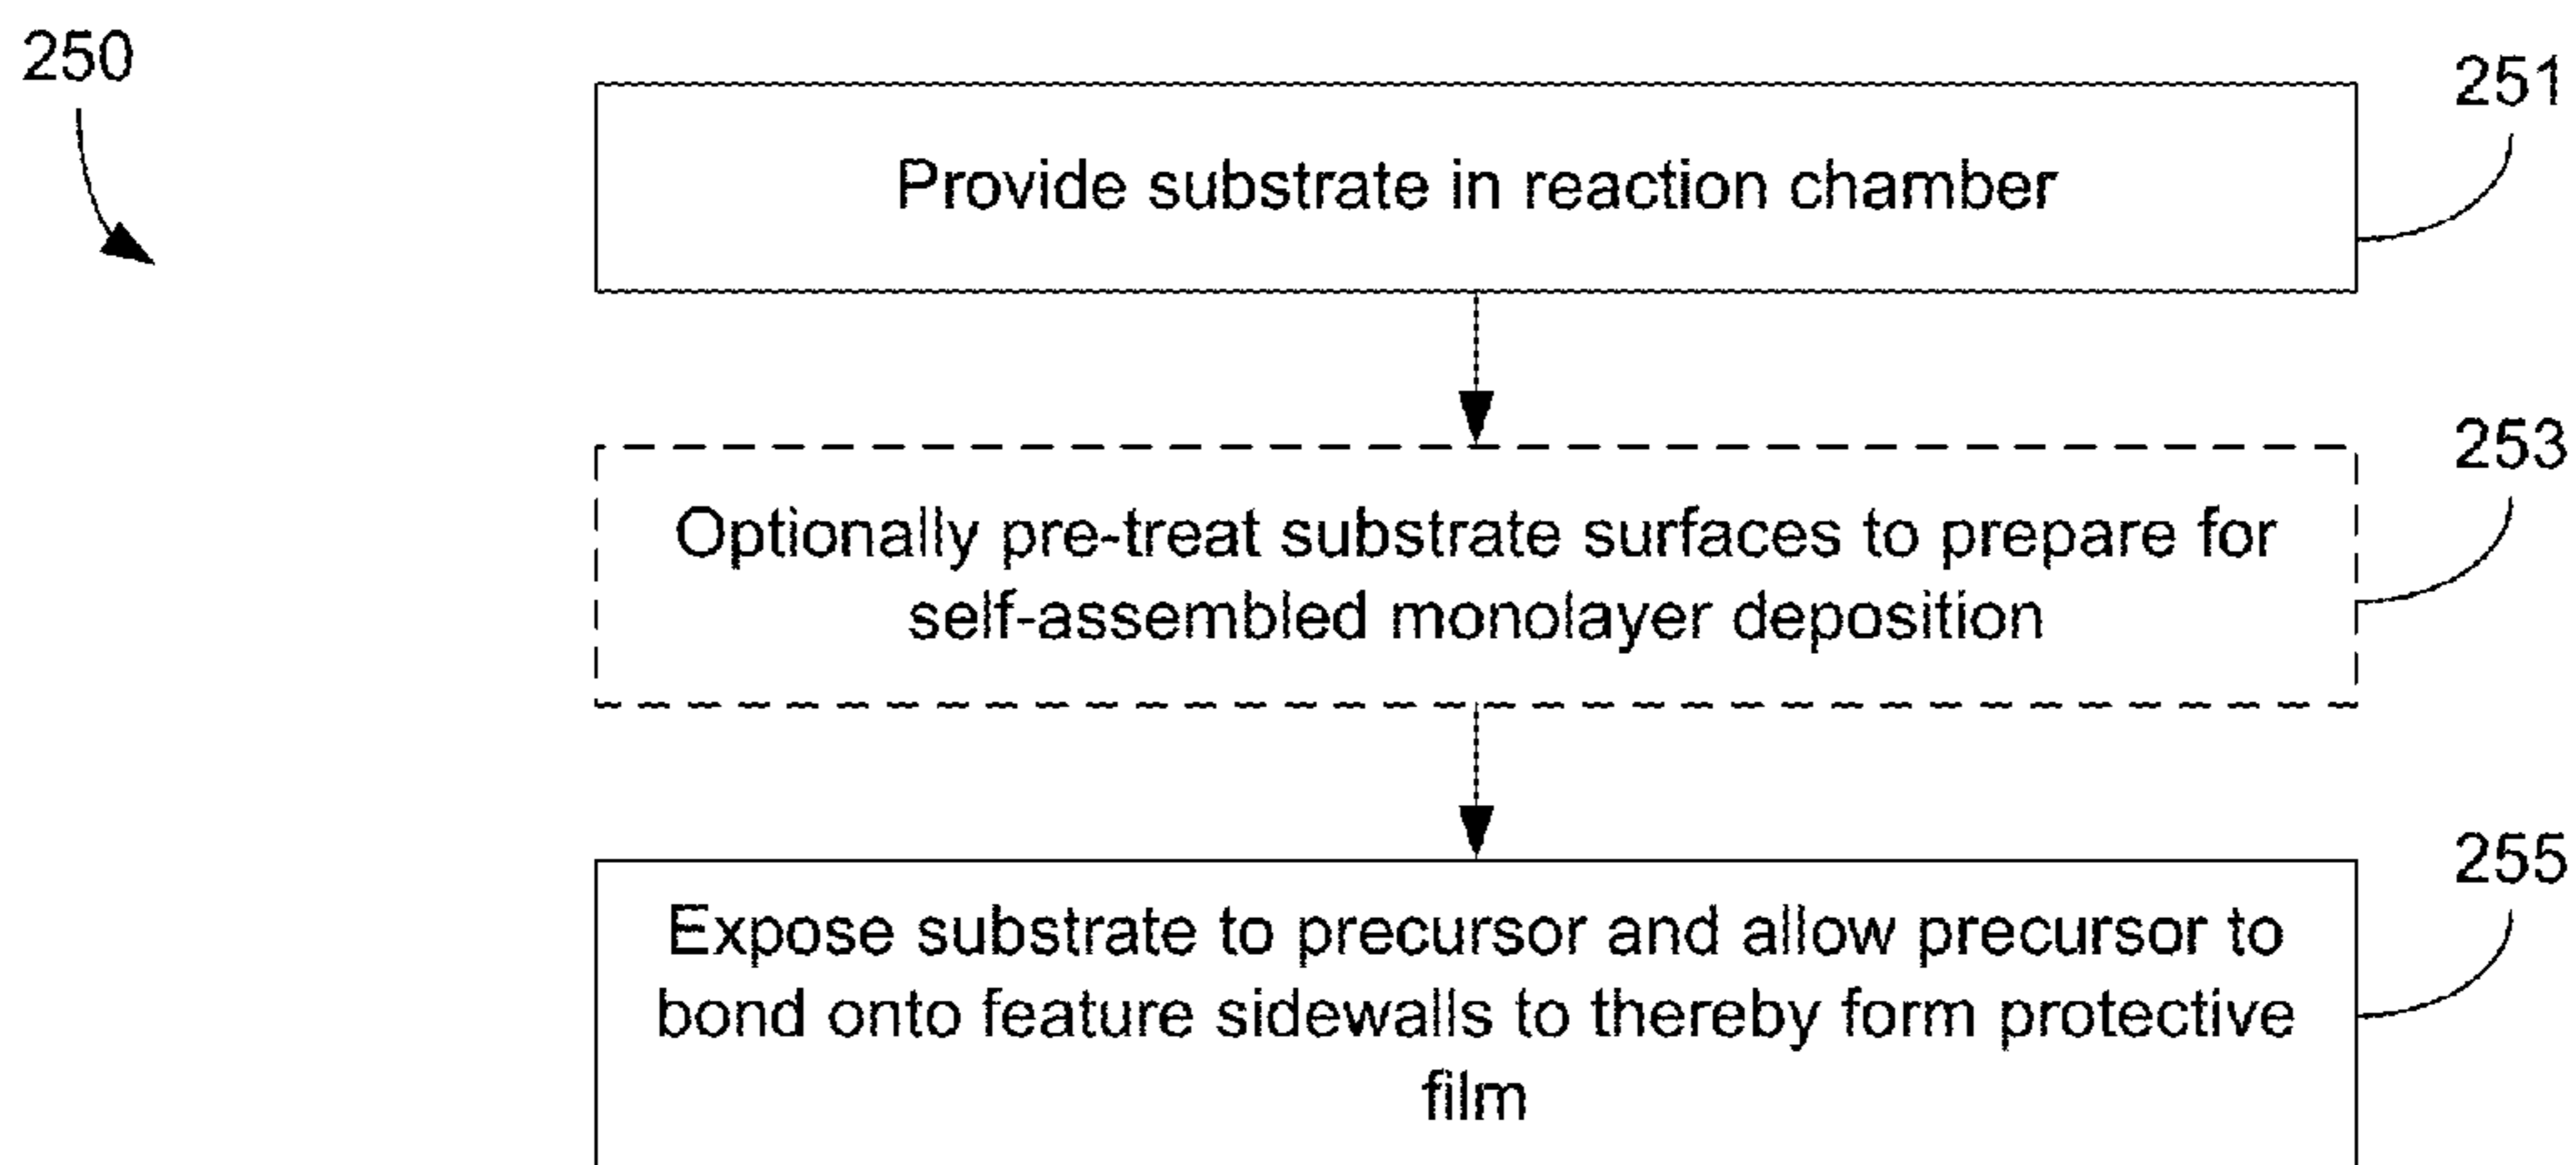 250
251
Provide substrate in reaction chamber
253
Optionally pre-treat substrate surfaces to prepare for
self-assembled monolayer deposition
255
Expose substrate to precursor and allow precursor to
bond onto feature sidewalls to thereby form protective
film